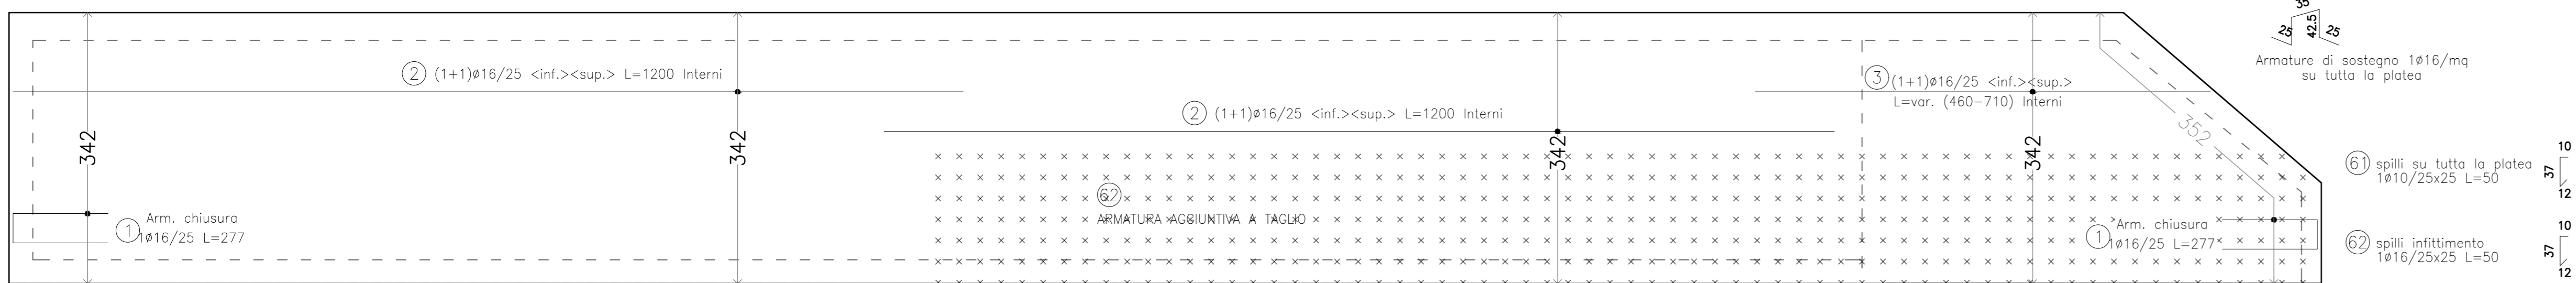 35
25
42.5
25
Armature di sostegno 1ø16/mq
su tutta la platea
2 (1+1)ø16/25 <inf.><sup.> L=1200 Interni
3 (1+1)ø16/25 <inf.><sup.>
L=var. (460-710) Interni
2 (1+1)ø16/25 <inf.><sup.> L=1200 Interni
342
342
342
342
352
61 spilli su tutta la platea
1ø10/25x25 L=50
10
37
12
62
ARMATURA AGGIUNTIVA A TAGLIO
1 Arm. chiusura
1ø16/25 L=277
1 Arm. chiusura
1ø16/25 L=277
62 spilli infittimento
1ø16/25x25 L=50
10
37
12